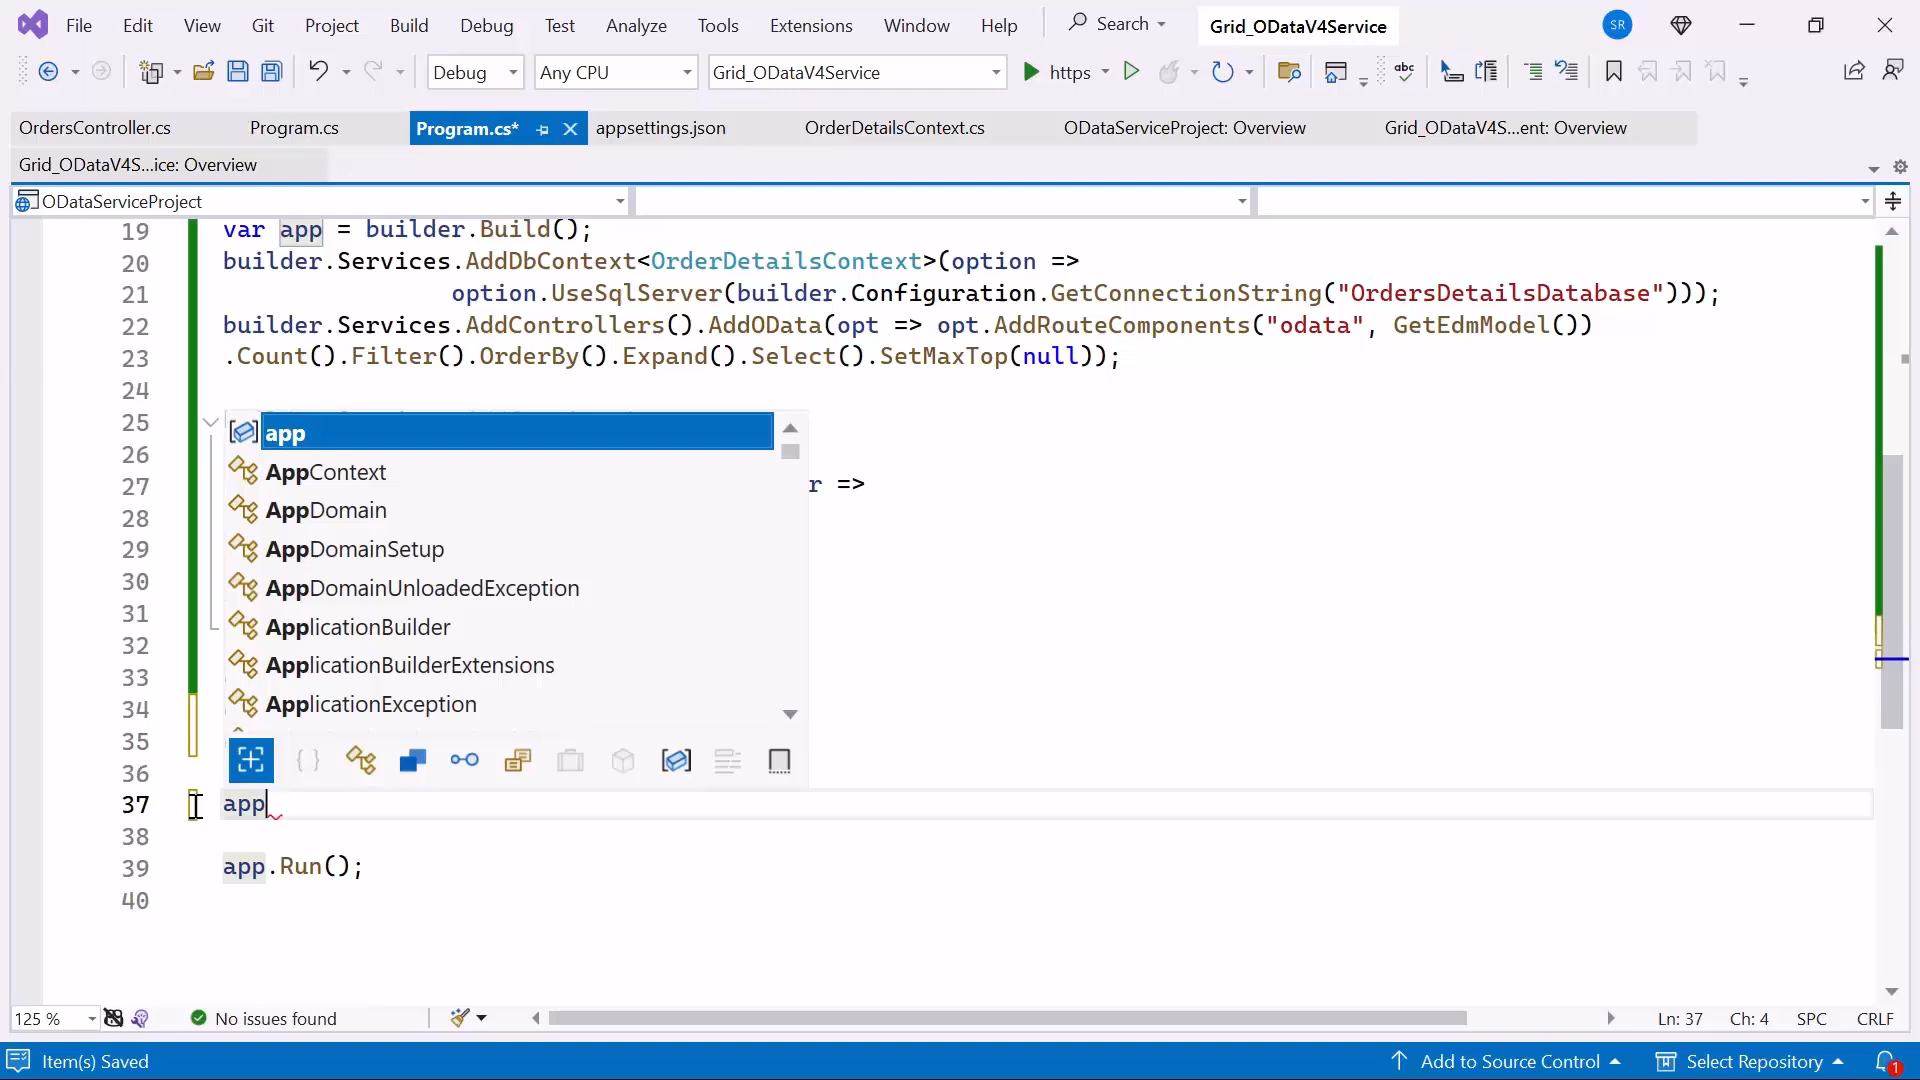 File Edit View Git Project Build Debug Test Analyze Tools Extensions Window Help Search Grid_ODataV4Service SR
Debug Any CPU Grid_ODataV4Service https abc
OrdersController.cs Program.cs Program.cs* appsettings.json OrderDetailsContext.cs ODataServiceProject: Overview Grid_ODataV4S...ent: Overview
Grid_ODataV4S...ice: Overview
ODataServiceProject
19 var app = builder.Build();
20 builder.Services.AddDbContext<OrderDetailsContext>(option =>
21 option.UseSqlServer(builder.Configuration.GetConnectionString("OrdersDetailsDatabase")));
22 builder.Services.AddControllers().AddOData(opt => opt.AddRouteComponents("odata", GetEdmModel())
23 .Count().Filter().OrderBy().Expand().Select().SetMaxTop(null));
24
25 app
26 AppContext
27 r =>
28 AppDomain
29 AppDomainSetup
30 AppDomainUnloadedException
31 ApplicationBuilder
32
33 ApplicationBuilderExtensions
34 ApplicationException
35
36
37 app
38
39 app.Run();
40
125 % No issues found Ln: 37 Ch: 4 SPC CRLF
Item(s) Saved Add to Source Control Select Repository 1